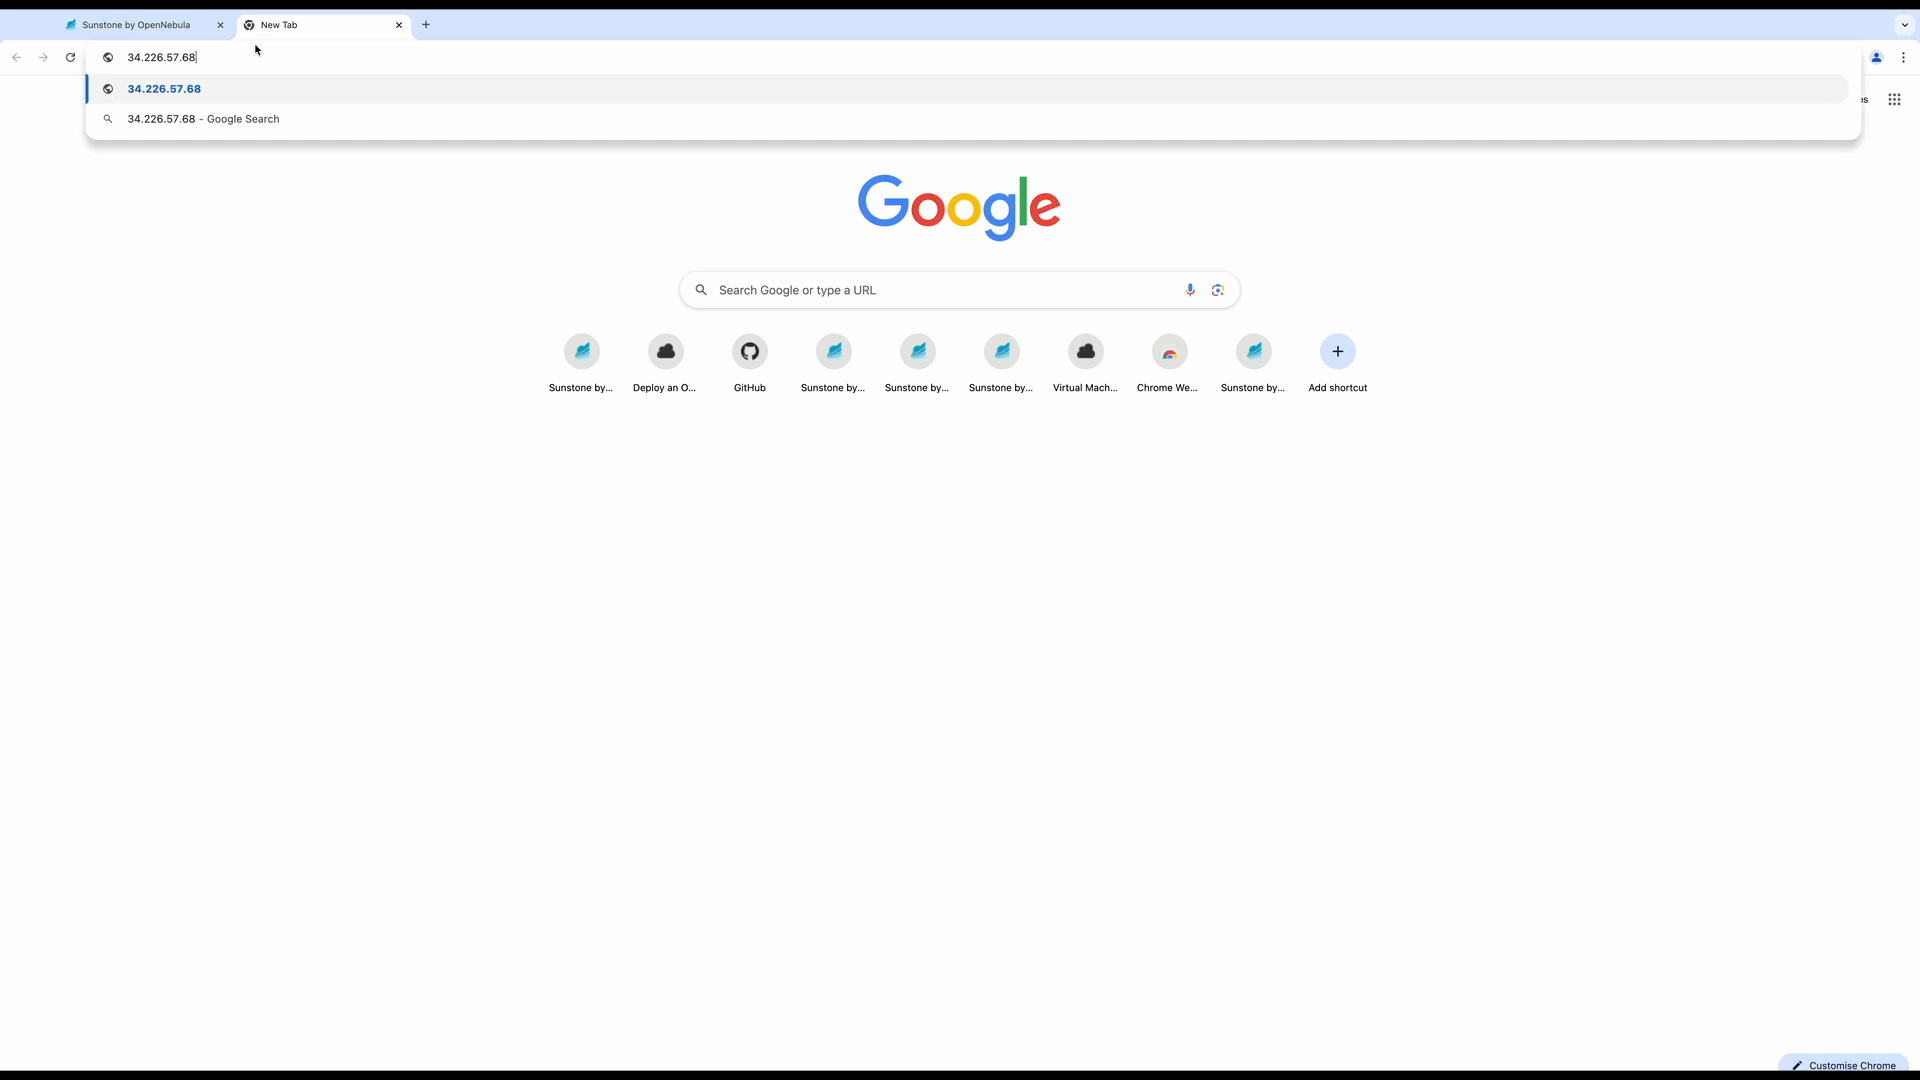 Sunstone by OpenNebula
New Tab
34.226.57.68
34.226.57.68
34.226.57.68 - Google Search
es
Google
Search Google or type a URL
Sunstone by...
Deploy an O...
GitHub
Sunstone by...
Sunstone by...
Sunstone by...
Virtual Mach...
Chrome We...
Sunstone by...
Add shortcut
Customise Chrome